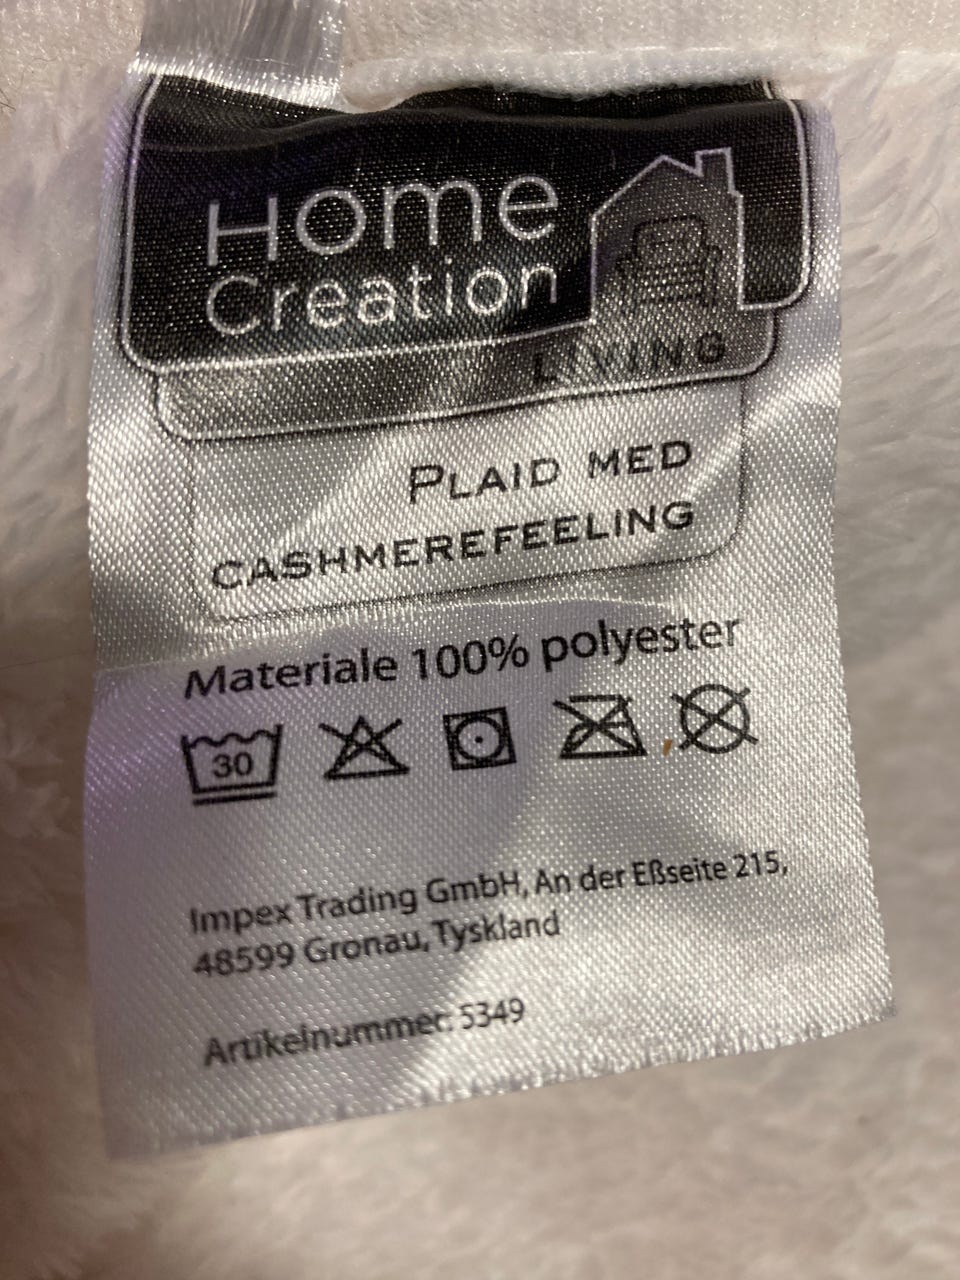 Home
Creation
LIVING
PLAID MED
CASHMEREFEELING
Materiale 100% polyester
30
Impex Trading GmbH, An der Eßseite 215,
48599 Gronau, Tyskland
Artikelnummer: 5349